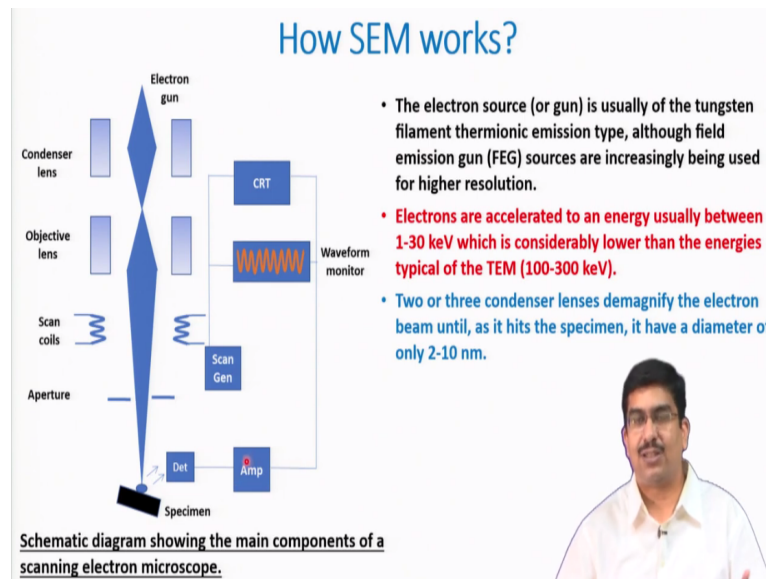 How SEM works?
Electron
gun
Condenser
lens
Objective
lens
Scan
coils
Aperture
CRT
Waveform
monitor
Scan
Gen
Det
Amp
Specimen
Schematic diagram showing the main components of a
scanning electron microscope.
• The electron source (or gun) is usually of the tungsten
filament thermionic emission type, although field
emission gun (FEG) sources are increasingly being used
for higher resolution.
• Electrons are accelerated to an energy usually between
1-30 keV which is considerably lower than the energies
typical of the TEM (100-300 keV).
• Two or three condenser lenses demagnify the electron
beam until, as it hits the specimen, it have a diameter o
only 2-10 nm.